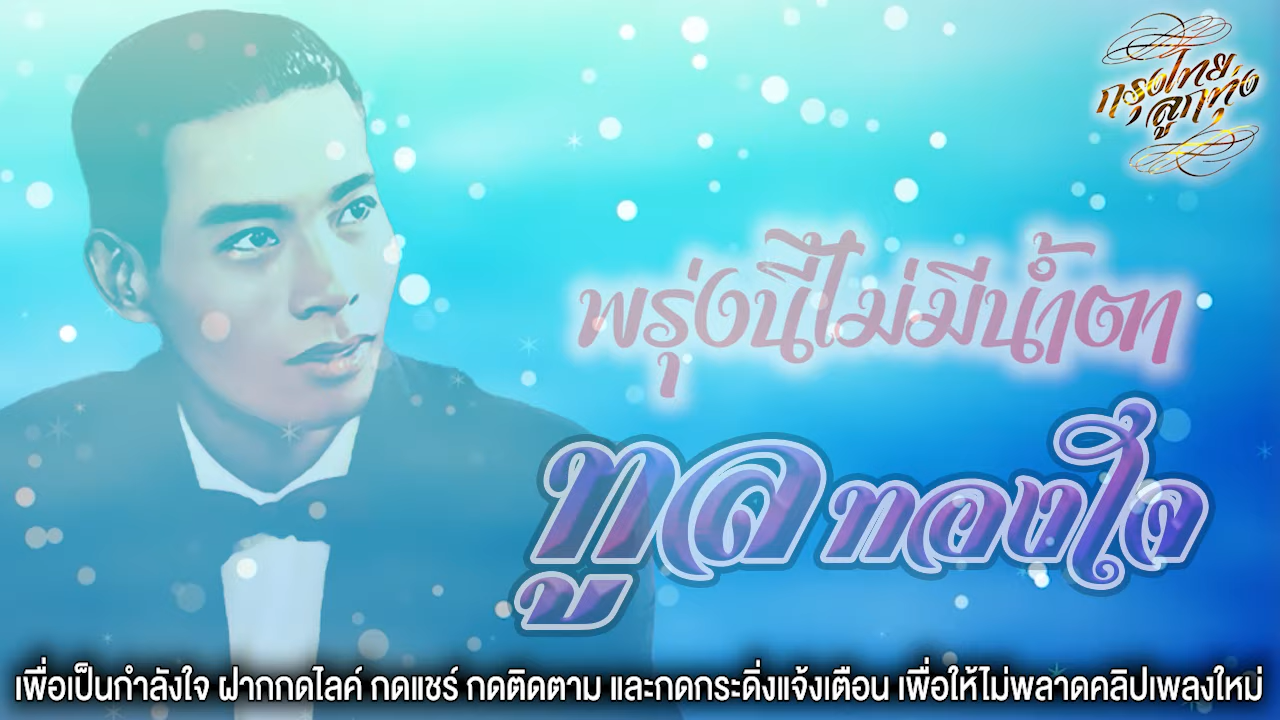 กรุงไทย
ลูกทุ่ง
พรุ่งนี้ไม่มีน้ำตา
ทูล ทองใจ
เพื่อเป็นกำลังใจ ฝากกดไลค์ กดแชร์ กดติดตาม และกดกระดิ่งแจ้งเตือน เพื่อให้ไม่พลาดคลิปเพลงใหม่